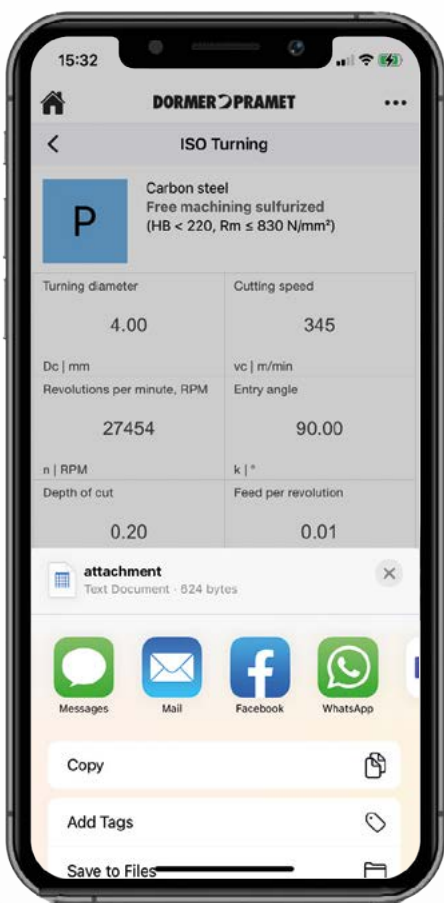 15:32
DORMER PRAMET
ISO Turning
P
Carbon steel
Free machining sulfurized
(HB < 220, Rm ≤ 830 N/mm²)
Turning diameter
4.00
Dc | mm
Cutting speed
345
vc | m/min
Revolutions per minute, RPM
27454
n | RPM
Entry angle
90.00
k | °
Depth of cut
0.20
Feed per revolution
0.01
attachment
Text Document · 624 bytes
Messages
Mail
Facebook
WhatsApp
Copy
Add Tags
Save to Files